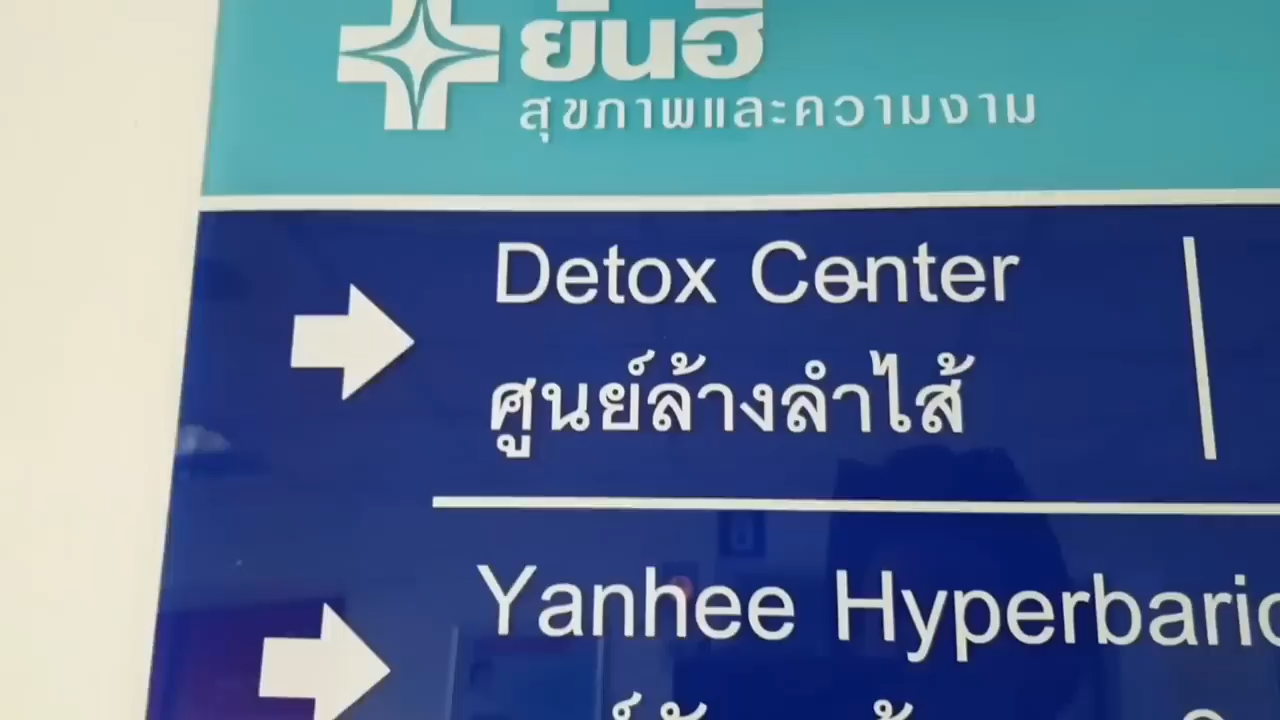 ยันฮี
สุขภาพและความงาม
Detox Center
ศูนย์ล้างลำไส้
Yanhee Hyperbaric